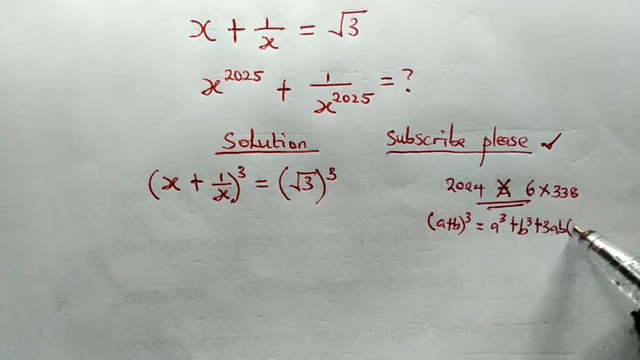 x + 1/x = √3
x^2025 + 1/x^2025 = ?
Solution
Subscribe please ✓
(x + 1/x)^3 = (√3)^3
2024 X 6×338
(a+b)^3 = a^3 + b^3 + 3ab(